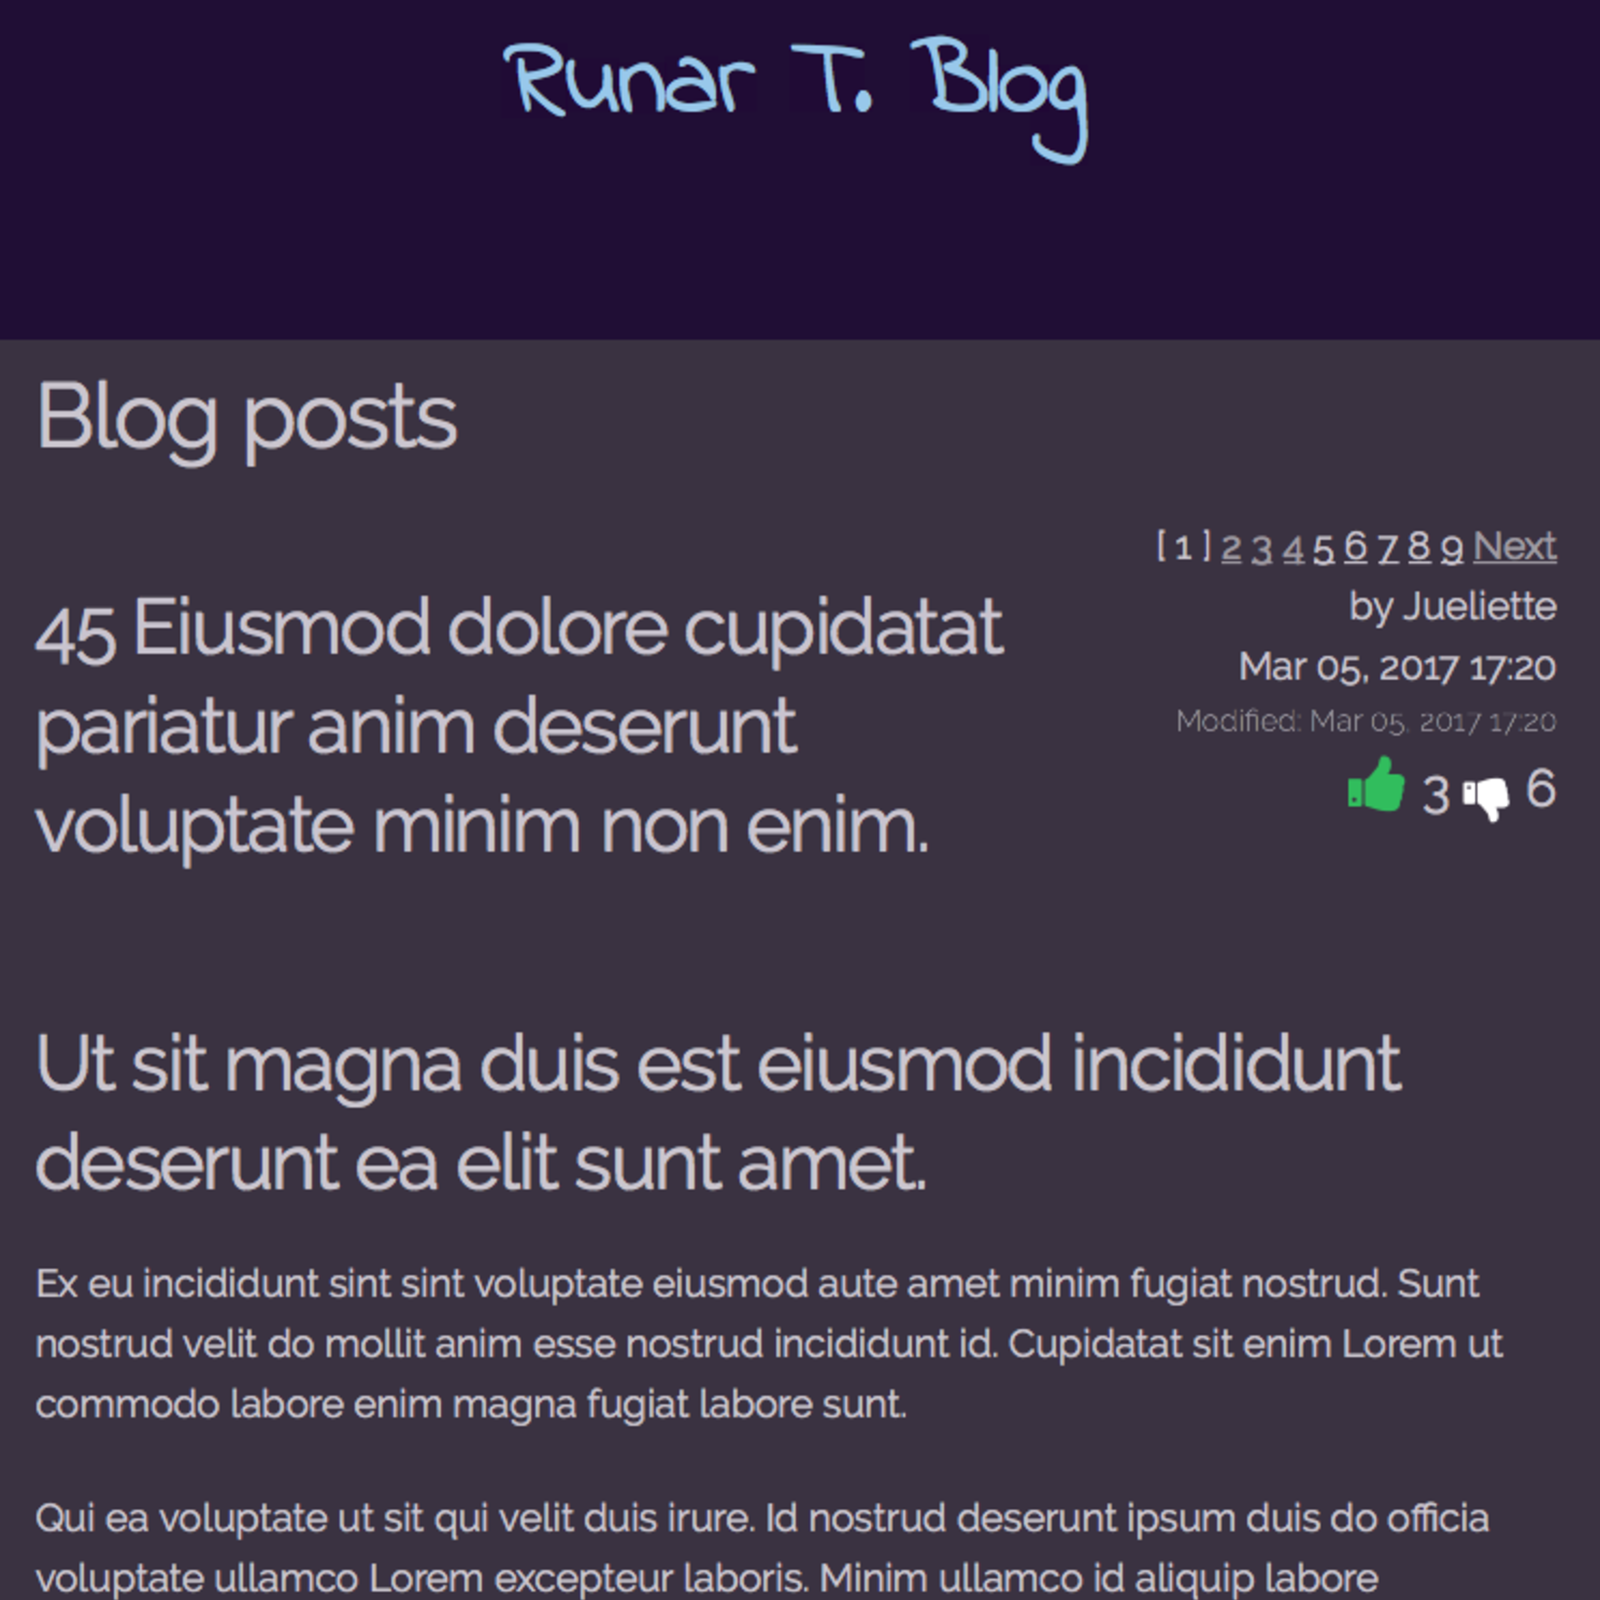 Runar T. Blog
Blog posts
[ 1 ] 2 3 4 5 6 7 8 9 Next
by Jueliette
Mar 05, 2017 17:20
Modified: Mar 05, 2017 17:20
3 6
45 Eiusmod dolore cupidatat
pariatur anim deserunt
voluptate minim non enim.
Ut sit magna duis est eiusmod incididunt
deserunt ea elit sunt amet.
Ex eu incididunt sint sint voluptate eiusmod aute amet minim fugiat nostrud. Sunt
nostrud velit do mollit anim esse nostrud incididunt id. Cupidatat sit enim Lorem ut
commodo labore enim magna fugiat labore sunt.
Qui ea voluptate ut sit qui velit duis irure. Id nostrud deserunt ipsum duis do officia
voluptate ullamco Lorem excepteur laboris. Minim ullamco id aliquip labore